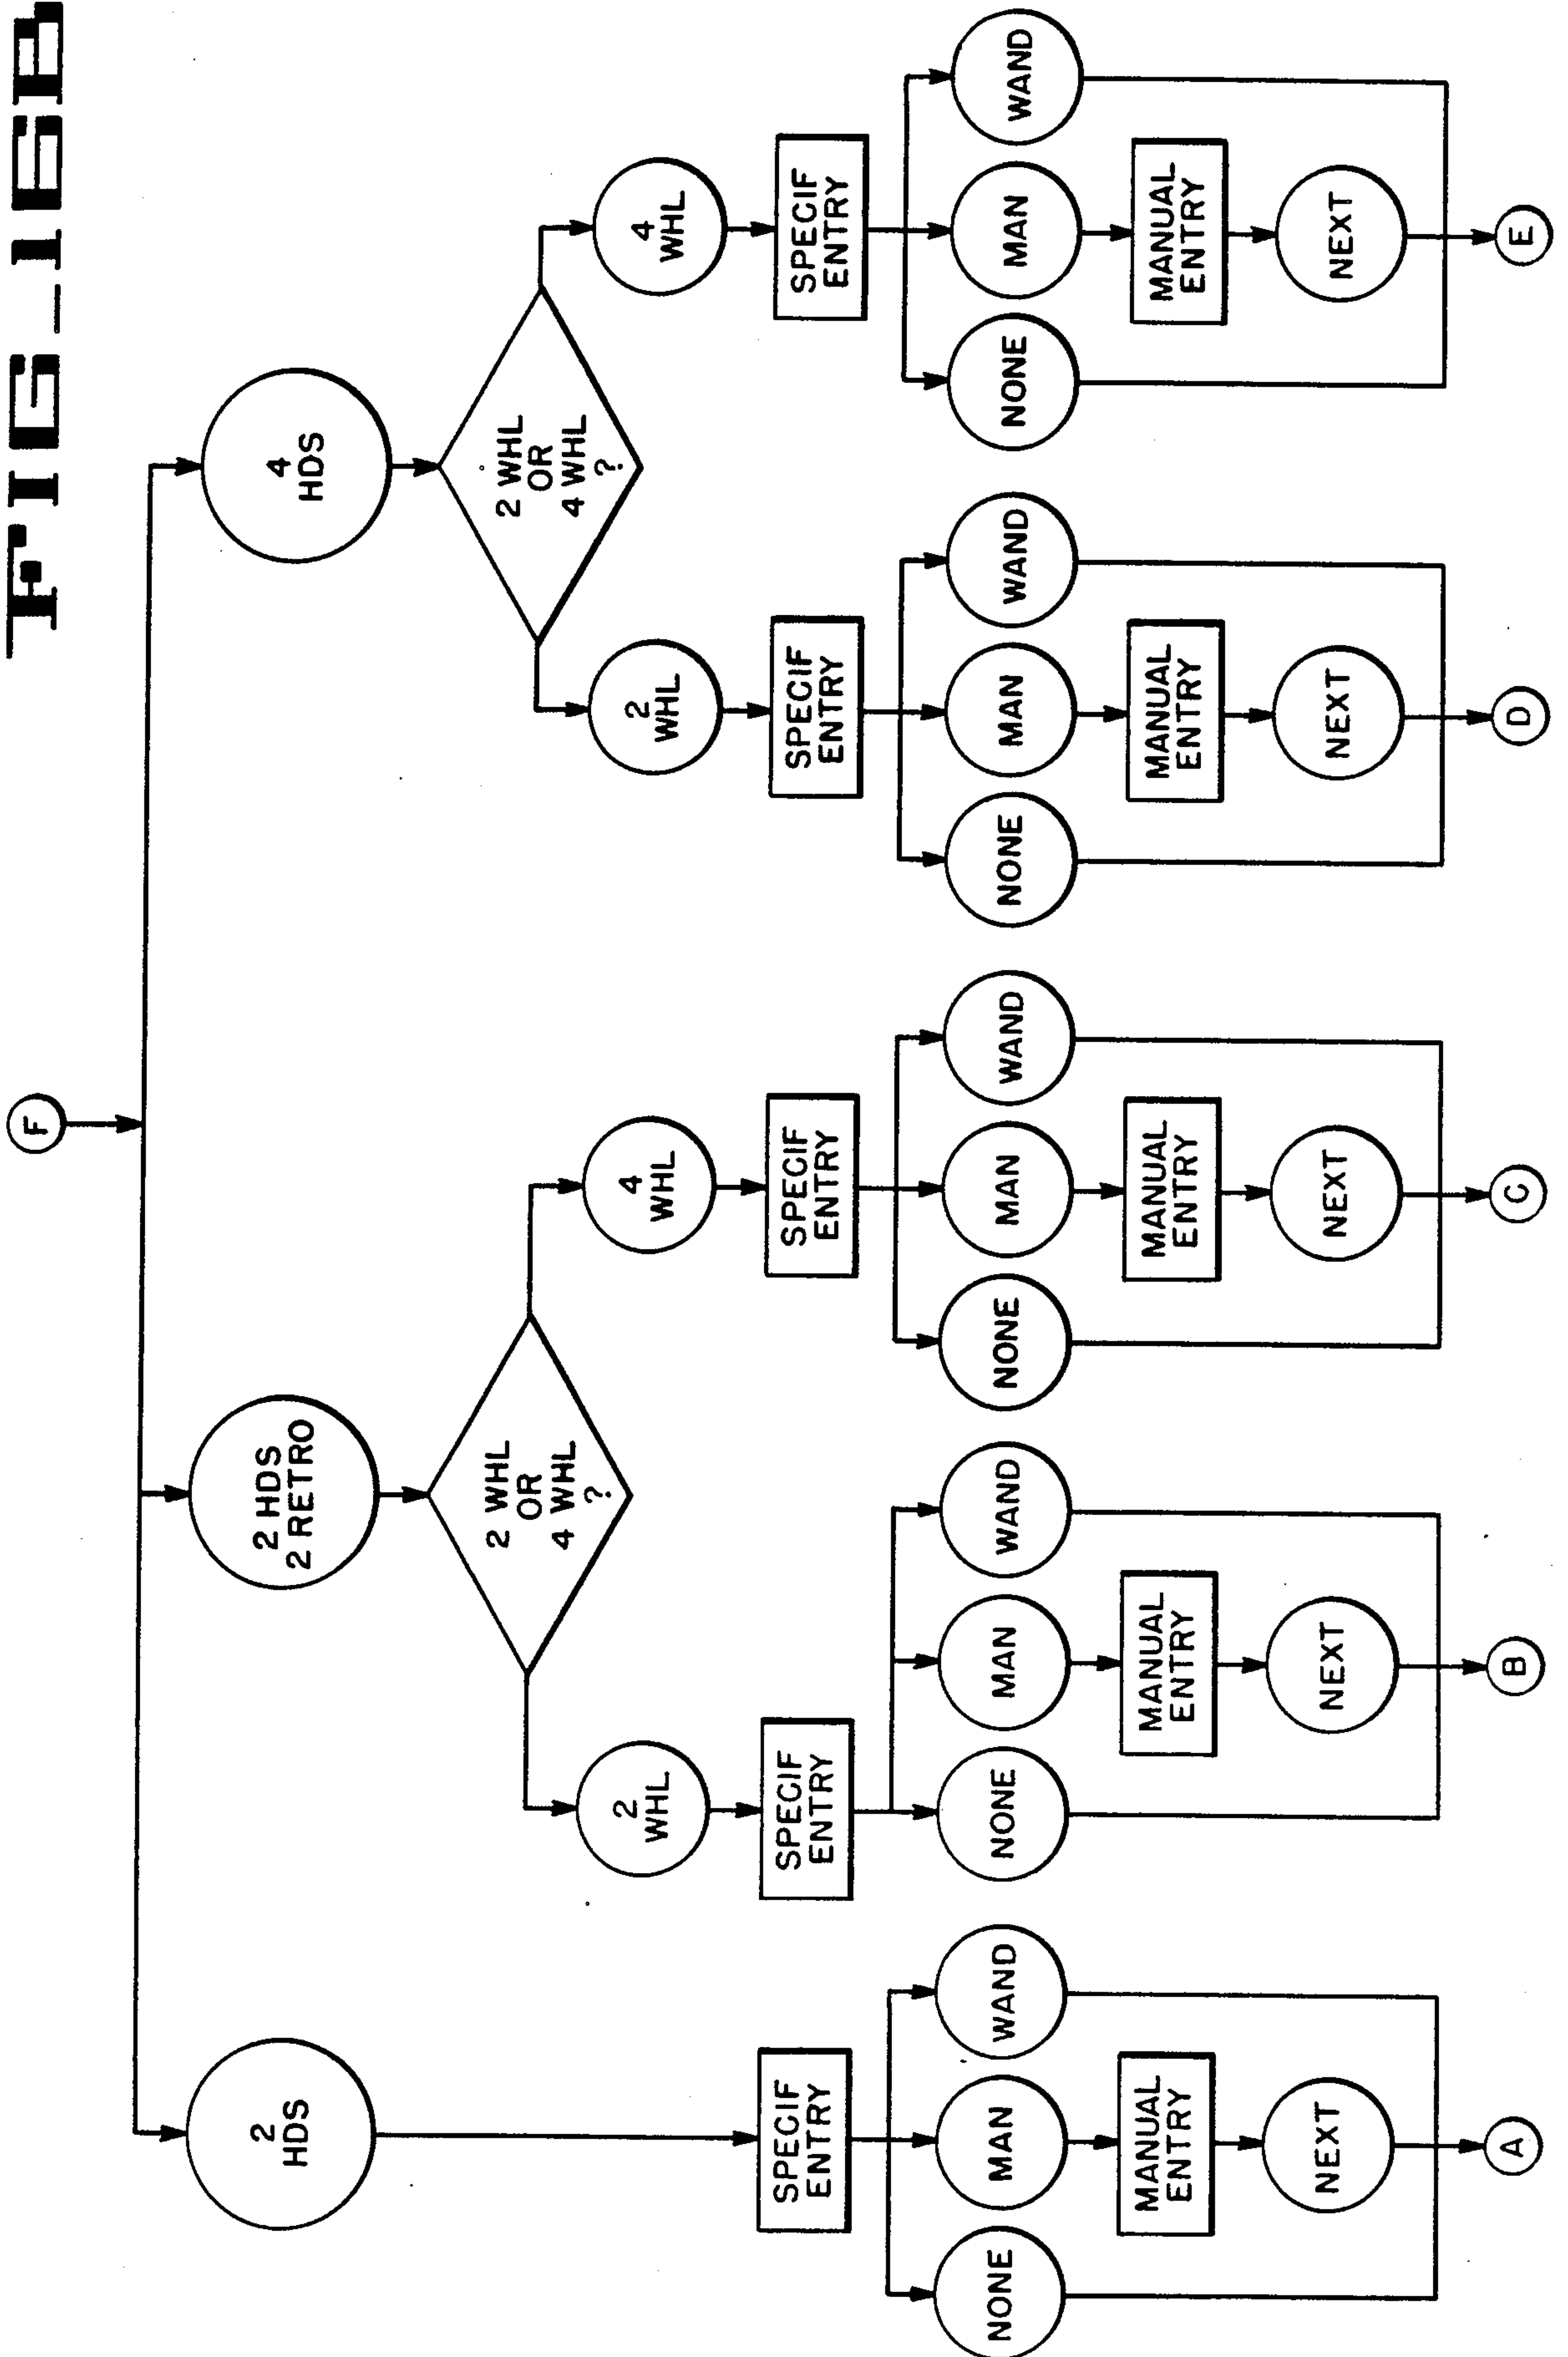 FIG_16B
F
2
HDS
2 HDS
2 RETRO
4
HDS
2 WHL
OR
4 WHL
?
2 WHL
OR
4 WHL
?
2
WHL
4
WHL
2
WHL
4
WHL
SPECIF
ENTRY
SPECIF
ENTRY
SPECIF
ENTRY
SPECIF
ENTRY
SPECIF
ENTRY
NONE
MAN
WAND
NONE
MAN
WAND
NONE
MAN
WAND
NONE
MAN
WAND
NONE
MAN
WAND
MANUAL
ENTRY
MANUAL
ENTRY
MANUAL
ENTRY
MANUAL
ENTRY
MANUAL
ENTRY
NEXT
NEXT
NEXT
NEXT
NEXT
A
B
C
D
E